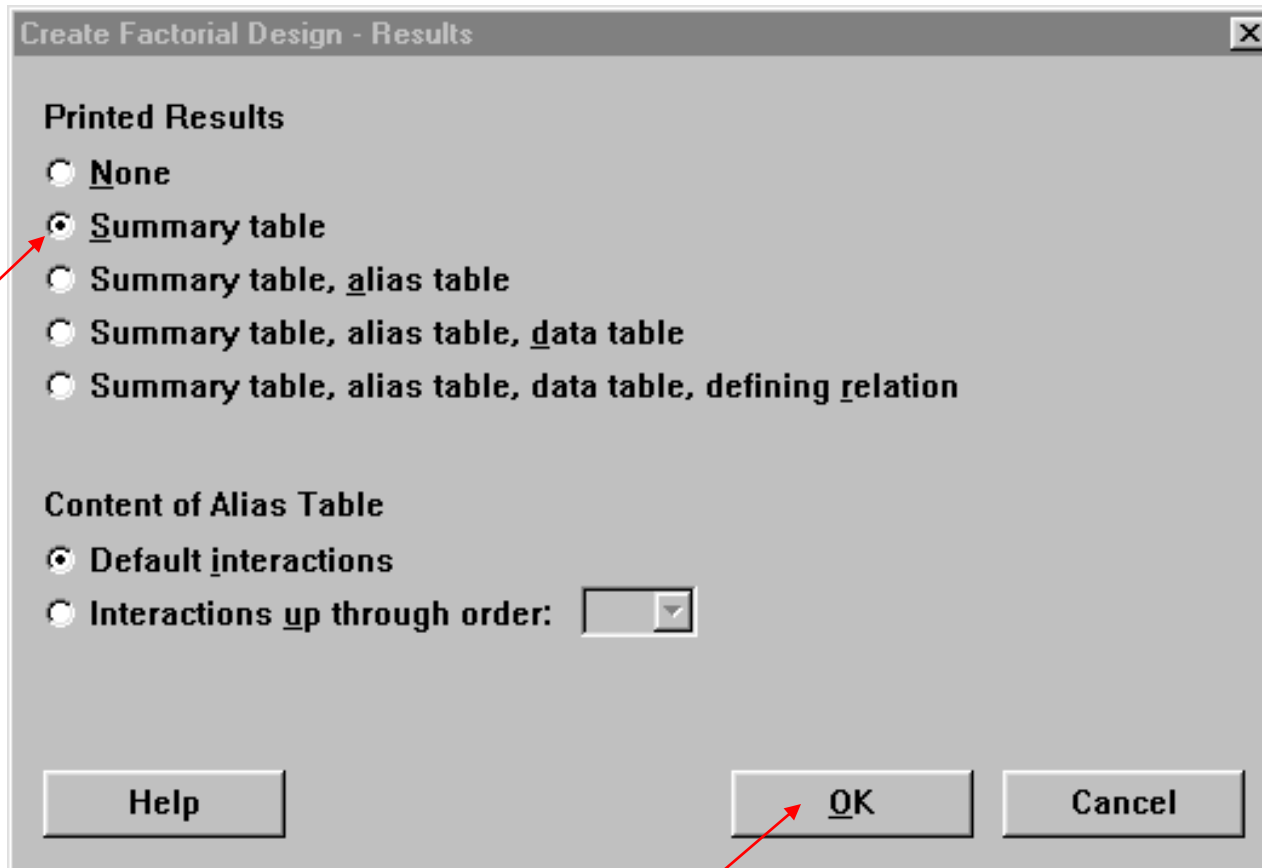 Create Factorial Design - Results
Printed Results
None
Summary table
Summary table, alias table
Summary table, alias table, data table
Summary table, alias table, data table, defining relation
Content of Alias Table
Default interactions
Interactions up through order:
Help OK Cancel